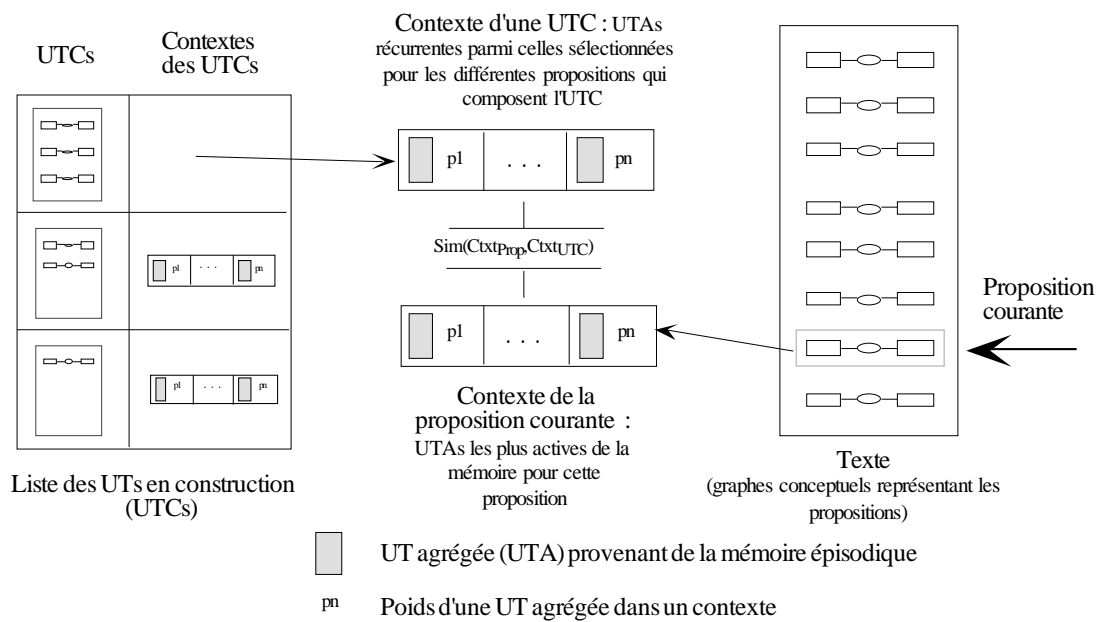 UTCs
Contextes
des UTCs
Contexte d'une UTC : UTAs
récurrentes parmi celles sélectionnées
pour les différentes propositions qui
composent l'UTC
p1 . . . pn
Sim(CtxtProp,CtxtUTC)
p1 . . . pn
p1 . . . pn
p1 . . . pn
Contexte de la
proposition courante :
UTAs les plus actives de la
mémoire pour cette
proposition
Proposition
courante
Liste des UTs en construction
(UTCs)
Texte
(graphes conceptuels représentant les
propositions)
UT agrégée (UTA) provenant de la mémoire épisodique
pn Poids d'une UT agrégée dans un contexte